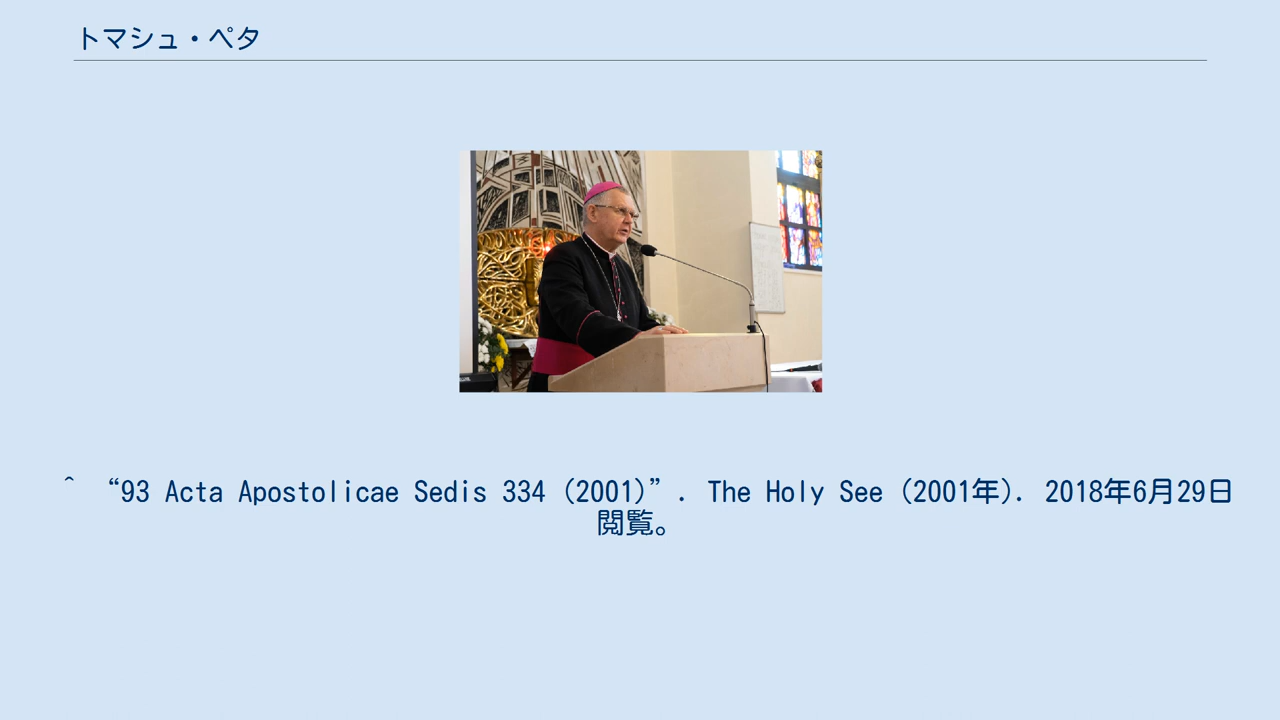 トマシュ・ペタ
^ “93 Acta Apostolicae Sedis 334 (2001)”. The Holy See (2001年). 2018年6月29日
閲覧。